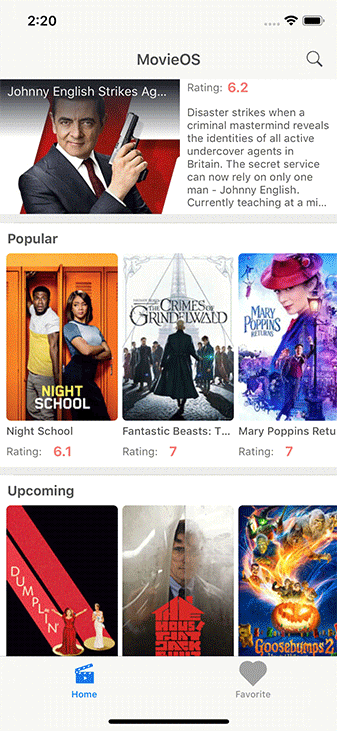 2:20
MovieOS
Johnny English Strikes Ag...
Rating: 6.2
Disaster strikes when a
criminal mastermind reveals
the identities of all active
undercover agents in
Britain. The secret service
can now rely on only one
man - Johnny English.
Currently teaching at a mi...
Popular
NIGHT
SCHOOL
THE CRIMES OF
GRINDELWALD
MARY
POPPINS
RETURNS
Night School
Fantastic Beasts: T...
Mary Poppins Retu
Rating: 6.1
Rating: 7
Rating: 7
Upcoming
DUMPLIN'
THE
HOUSE
THAT
JACK
BUILT
Goosebumps 2
Home
Favorite